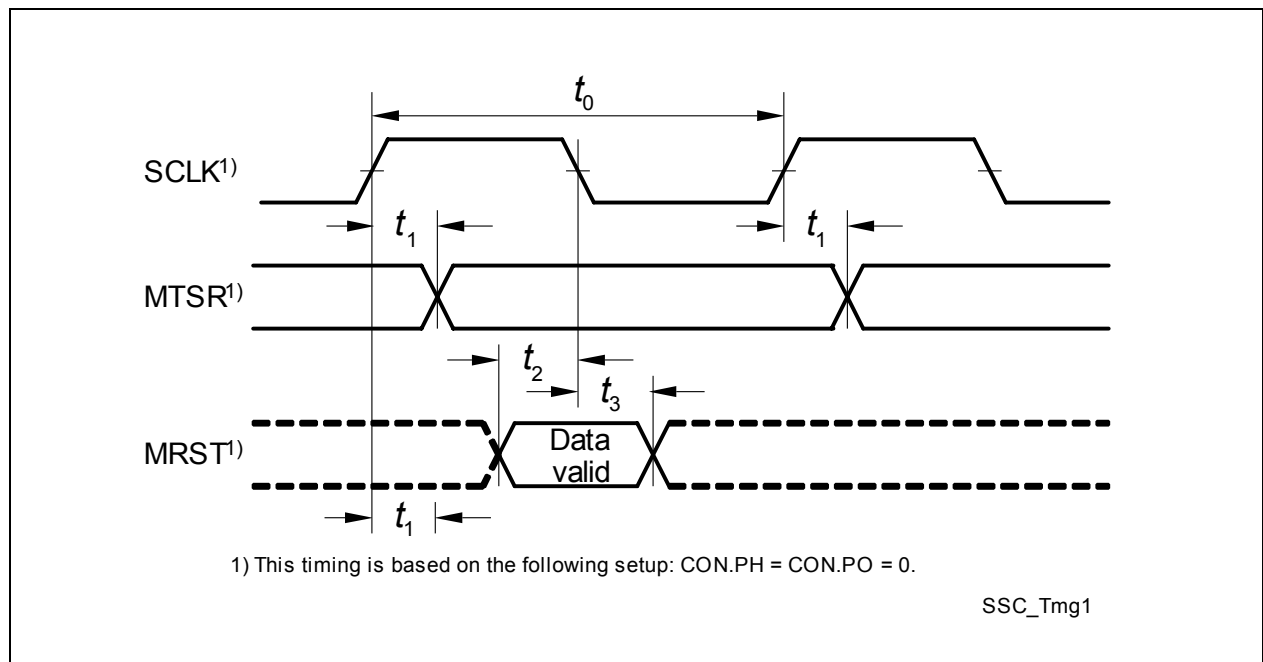 t0
SCLK1)
t1
t1
MTSR1)
t2
t3
MRST1)
Data
valid
t1
1) This timing is based on the following setup: CON.PH = CON.PO = 0.
SSC_Tmg1